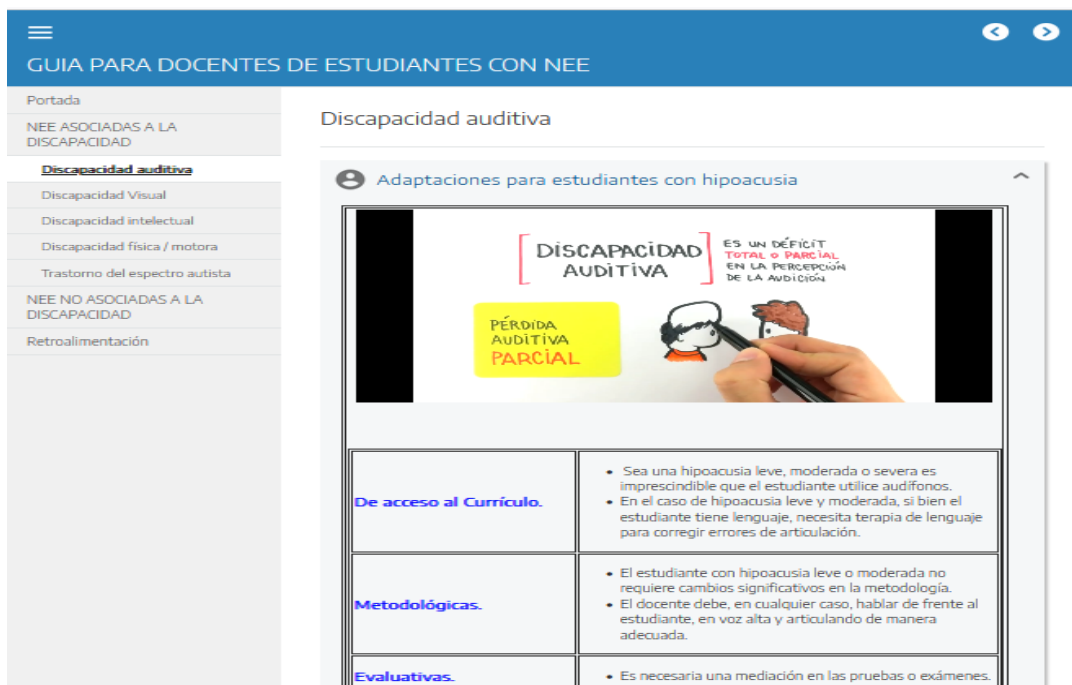 GUIA PARA DOCENTES DE ESTUDIANTES CON NEE
Portada
NEE ASOCIADAS A LA
DISCAPACIDAD
Discapacidad auditiva
Discapacidad Visual
Discapacidad intelectual
Discapacidad física / motora
Trastorno del espectro autista
NEE NO ASOCIADAS A LA
DISCAPACIDAD
Retroalimentación
Discapacidad auditiva
Adaptaciones para estudiantes con hipoacusia
DISCAPACIDAD
AUDITIVA
ES UN DÉFICIT
TOTAL O PARCIAL
EN LA PERCEPCIÓN
DE LA AUDICIÓN
PÉRDIDA
AUDITIVA
PARCIAL
De acceso al Currículo.
• Sea una hipoacusia leve, moderada o severa es
imprescindible que el estudiante utilice audífonos.
• En el caso de hipoacusia leve y moderada, si bien el
estudiante tiene lenguaje, necesita terapia de lenguaje
para corregir errores de articulación.
Metodológicas.
• El estudiante con hipoacusia leve o moderada no
requiere cambios significativos en la metodología.
• El docente debe, en cualquier caso, hablar de frente al
estudiante, en voz alta y articulando de manera
adecuada.
Evaluativas.
• Es necesaria una mediación en las pruebas o exámenes.